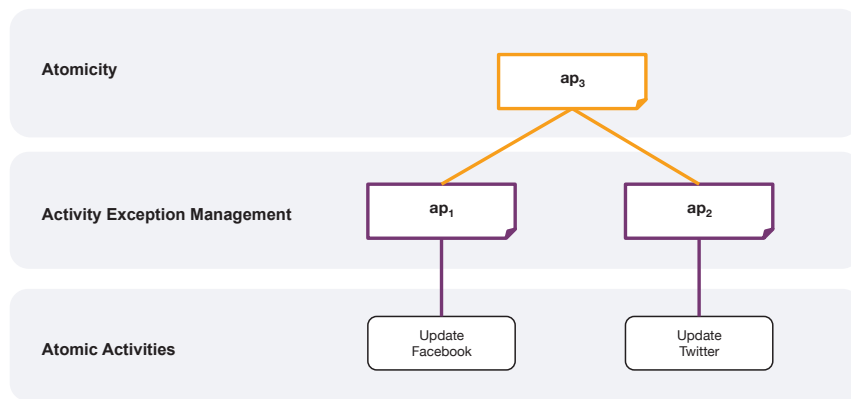 Atomicity
ap₃
Activity Exception Management
ap₁
ap₂
Atomic Activities
Update
Facebook
Update
Twitter